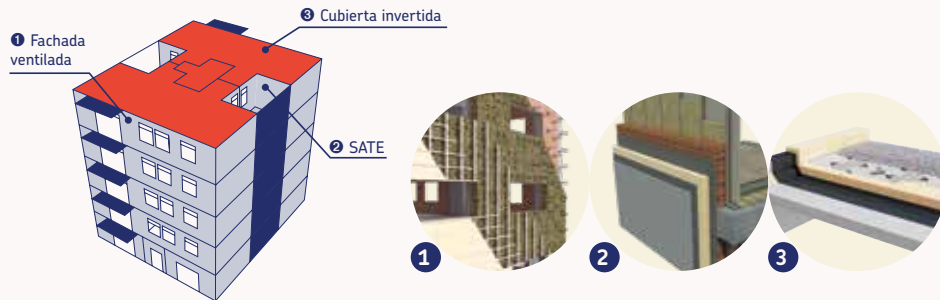 ❸ Cubierta invertida
❶ Fachada
ventilada
❷ SATE
1
2
3